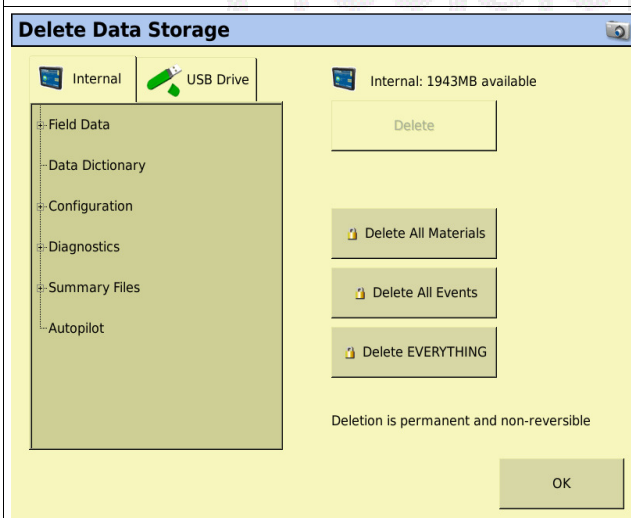 Delete Data Storage
Internal
USB Drive
Field Data
Data Dictionary
Configuration
Diagnostics
Summary Files
Autopilot
Internal: 1943MB available
Delete
Delete All Materials
Delete All Events
Delete EVERYTHING
Deletion is permanent and non-reversible
OK